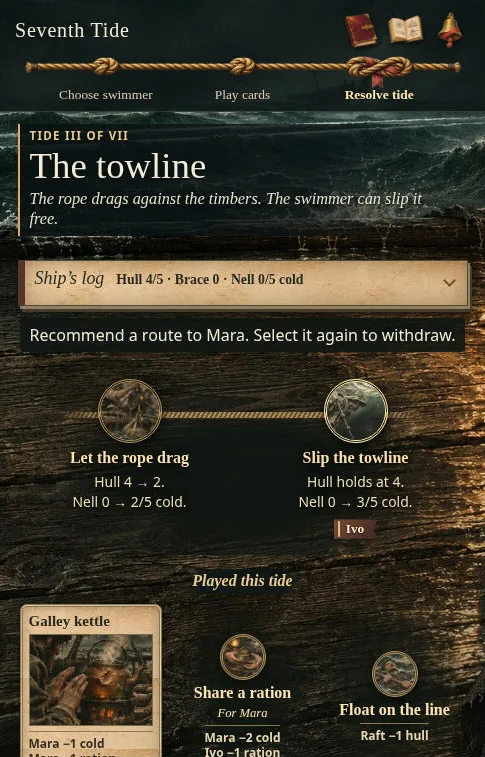 Seventh Tide
Choose swimmer
Play cards
Resolve tide
TIDE III OF VII
The towline
The rope drags against the timbers. The swimmer can slip it
free.
Ship's log Hull 4/5 · Brace 0 · Nell 0/5 cold
Recommend a route to Mara. Select it again to withdraw.
Let the rope drag
Hull 4 → 2.
Nell 0 → 2/5 cold.
Slip the towline
Hull holds at 4.
Nell 0 → 3/5 cold.
Ivo
Played this tide
Galley kettle
Mara −1 cold
Share a ration
For Mara
Mara −2 cold
Ivo −1 ration
Float on the line
Raft −1 hull